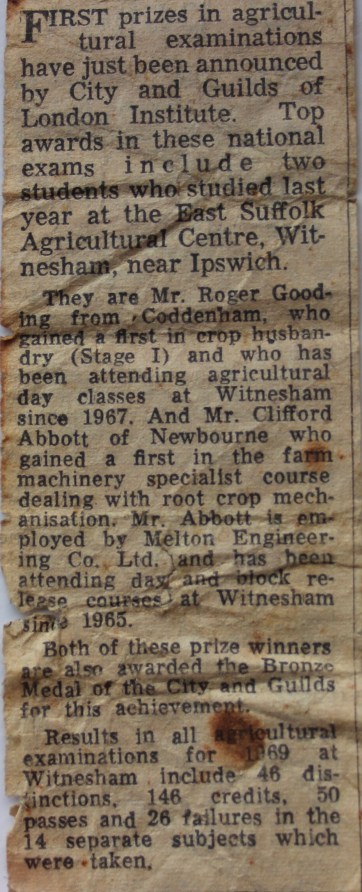 FIRST prizes in agricul-
tural examinations
have just been announced
by City and Guilds of
London Institute. Top
awards in these national
exams include two
students who studied last
year at the East Suffolk
Agricultural Centre, Wit-
nesham, near Ipswich.
They are Mr. Roger Good-
ing from Coddenham, who
gained a first in crop husban-
dry (Stage I) and who has
been attending agricultural
day classes at Witnesham
since 1967. And Mr. Clifford
Abbott of Newbourne who
gained a first in the farm
machinery specialist course
dealing with root crop mech-
anisation. Mr. Abbott is em-
ployed by Melton Engineer-
ing Co. Ltd. and has been
attending day and block re-
lease courses at Witnesham
since 1965.
Both of these prize winners
are also awarded the Bronze
Medal of the City and Guilds
for this achievement.
Results in all agricultural
examinations for 1969 at
Witnesham include 46 dis-
tinctions, 146 credits, 50
passes and 26 failures in the
14 separate subjects which
were taken.